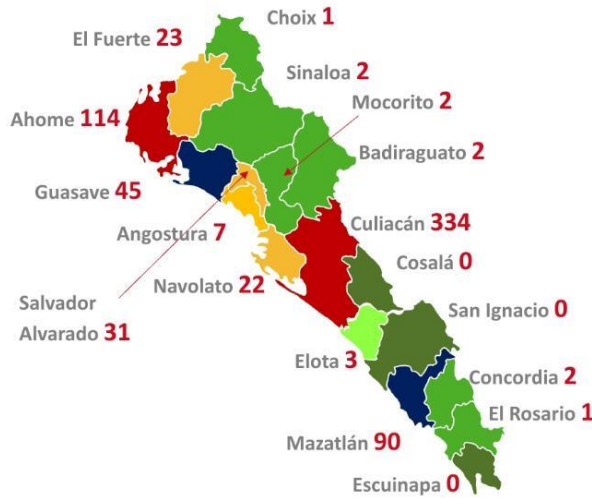 Choix 1
El Fuerte 23
Sinaloa 2
Mocorito 2
Ahome 114
Badiraguato 2
Guasave 45
Culiacán 334
Angostura 7
Cosalá 0
Navolato 22
Salvador
Alvarado 31
San Ignacio 0
Elota 3
Concordia 2
El Rosario 1
Mazatlán 90
Escuinapa 0